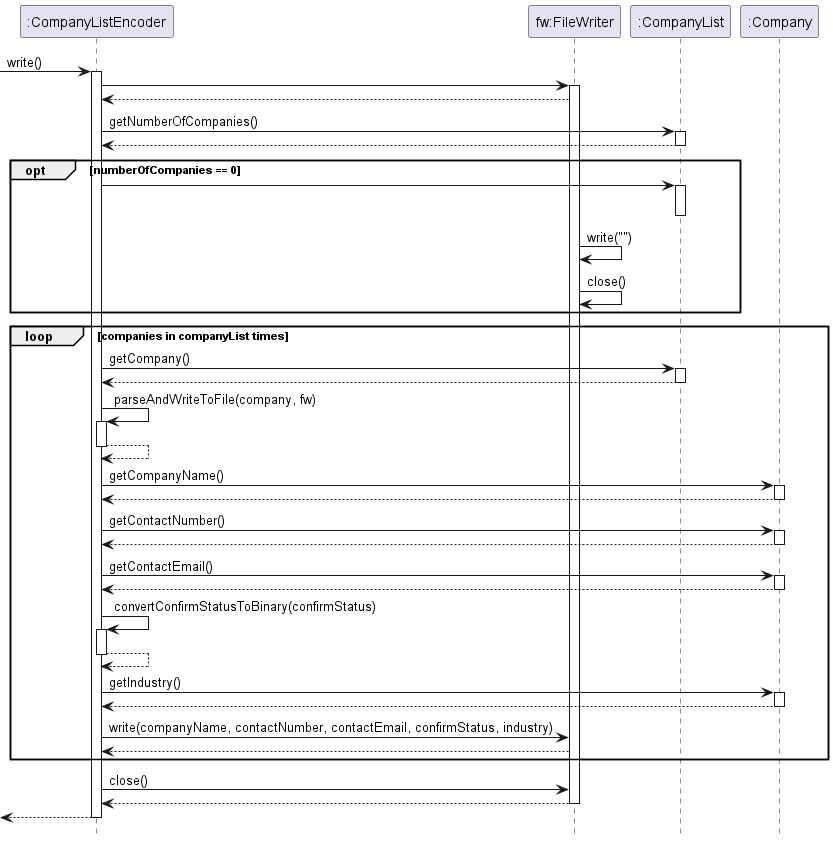 :CompanyListEncoder
fw:FileWriter
:CompanyList
:Company
write()
getNumberOfCompanies()
opt
[numberOfCompanies == 0]
write("")
close()
loop
[companies in companyList times]
getCompany()
parseAndWriteToFile(company, fw)
getCompanyName()
getContactNumber()
getContactEmail()
convertConfirmStatusToBinary(confirmStatus)
getIndustry()
write(companyName, contactNumber, contactEmail, confirmStatus, industry)
close()